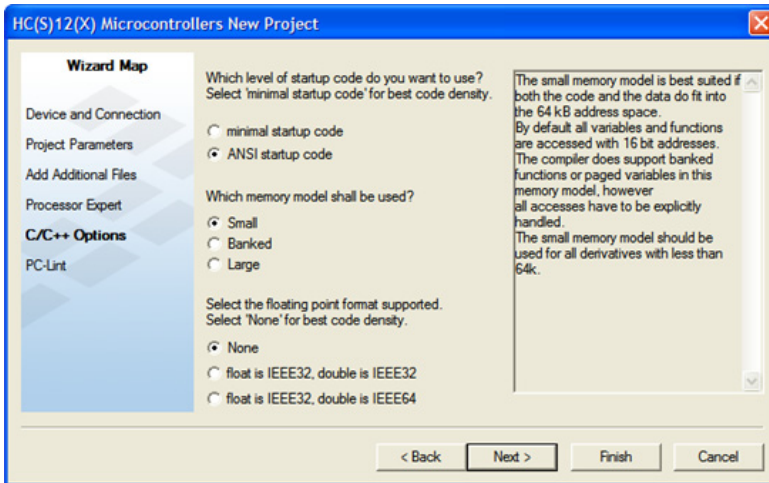 HC(S)12(X) Microcontrollers New Project
Wizard Map
Device and Connection
Project Parameters
Add Additional Files
Processor Expert
C/C++ Options
PC-Lint
Which level of startup code do you want to use?
Select 'minimal startup code' for best code density.
minimal startup code
ANSI startup code
Which memory model shall be used?
Small
Banked
Large
Select the floating point format supported.
Select 'None' for best code density.
None
float is IEEE32, double is IEEE32
float is IEEE32, double is IEEE64
The small memory model is best suited if
both the code and the data do fit into
the 64 kB address space.
By default all variables and functions
are accessed with 16 bit addresses.
The compiler does support banked
functions or paged variables in this
memory model, however
all accesses have to be explicitly
handled.
The small memory model should be
used for all derivatives with less than
64k.
< Back
Next >
Finish
Cancel